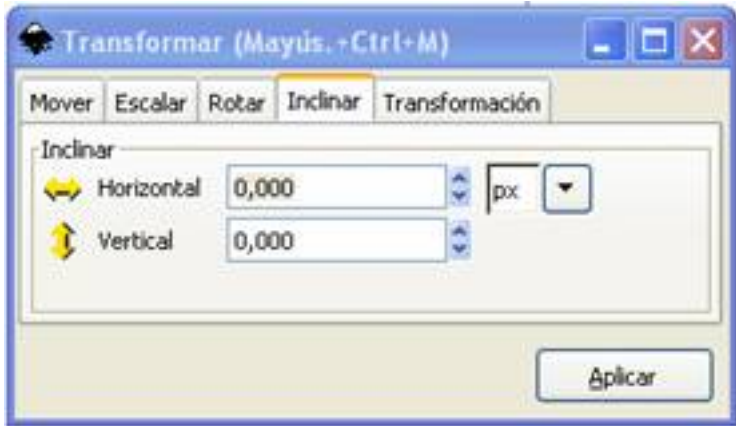 Transformar (Mayús.+Ctrl+M)
Mover Escalar Rotar Inclinar Transformación
Inclinar
Horizontal 0,000 px
Vertical 0,000
Aplicar